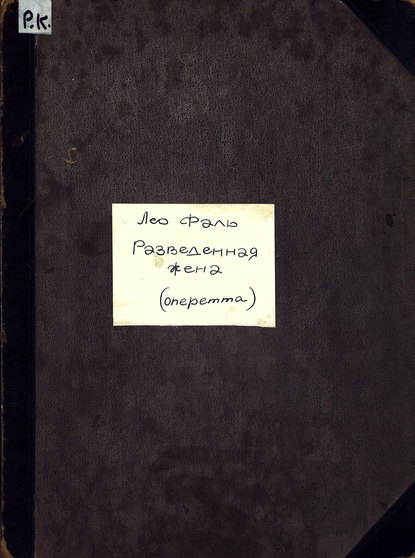 Р.К.
Лео Фаль
Разведенная
жена
(оперетта)